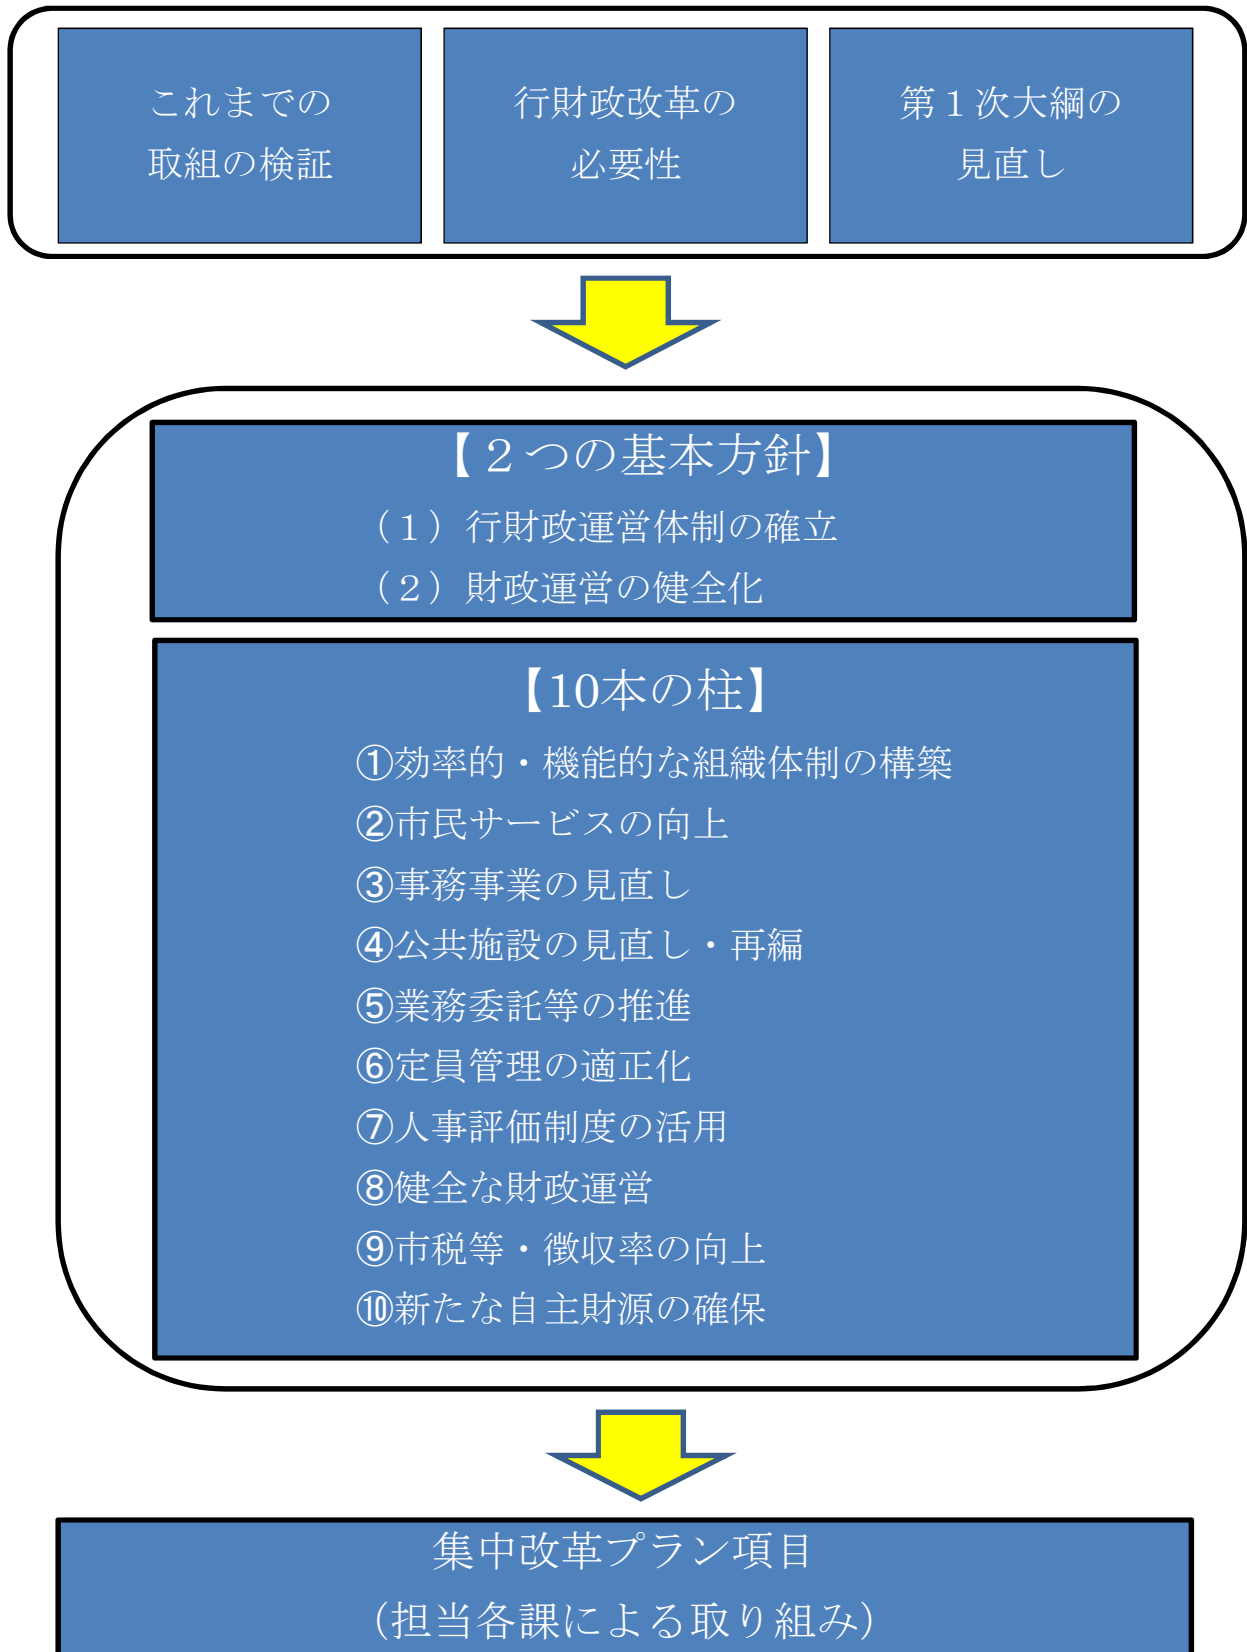 これまでの
取組の検証
行財政改革の
必要性
第１次大綱の
見直し
【２つの基本方針】
（１）行財政運営体制の確立
（２）財政運営の健全化
【10本の柱】
①効率的・機能的な組織体制の構築
②市民サービスの向上
③事務事業の見直し
④公共施設の見直し・再編
⑤業務委託等の推進
⑥定員管理の適正化
⑦人事評価制度の活用
⑧健全な財政運営
⑨市税等・徴収率の向上
⑩新たな自主財源の確保
集中改革プラン項目
（担当各課による取り組み）